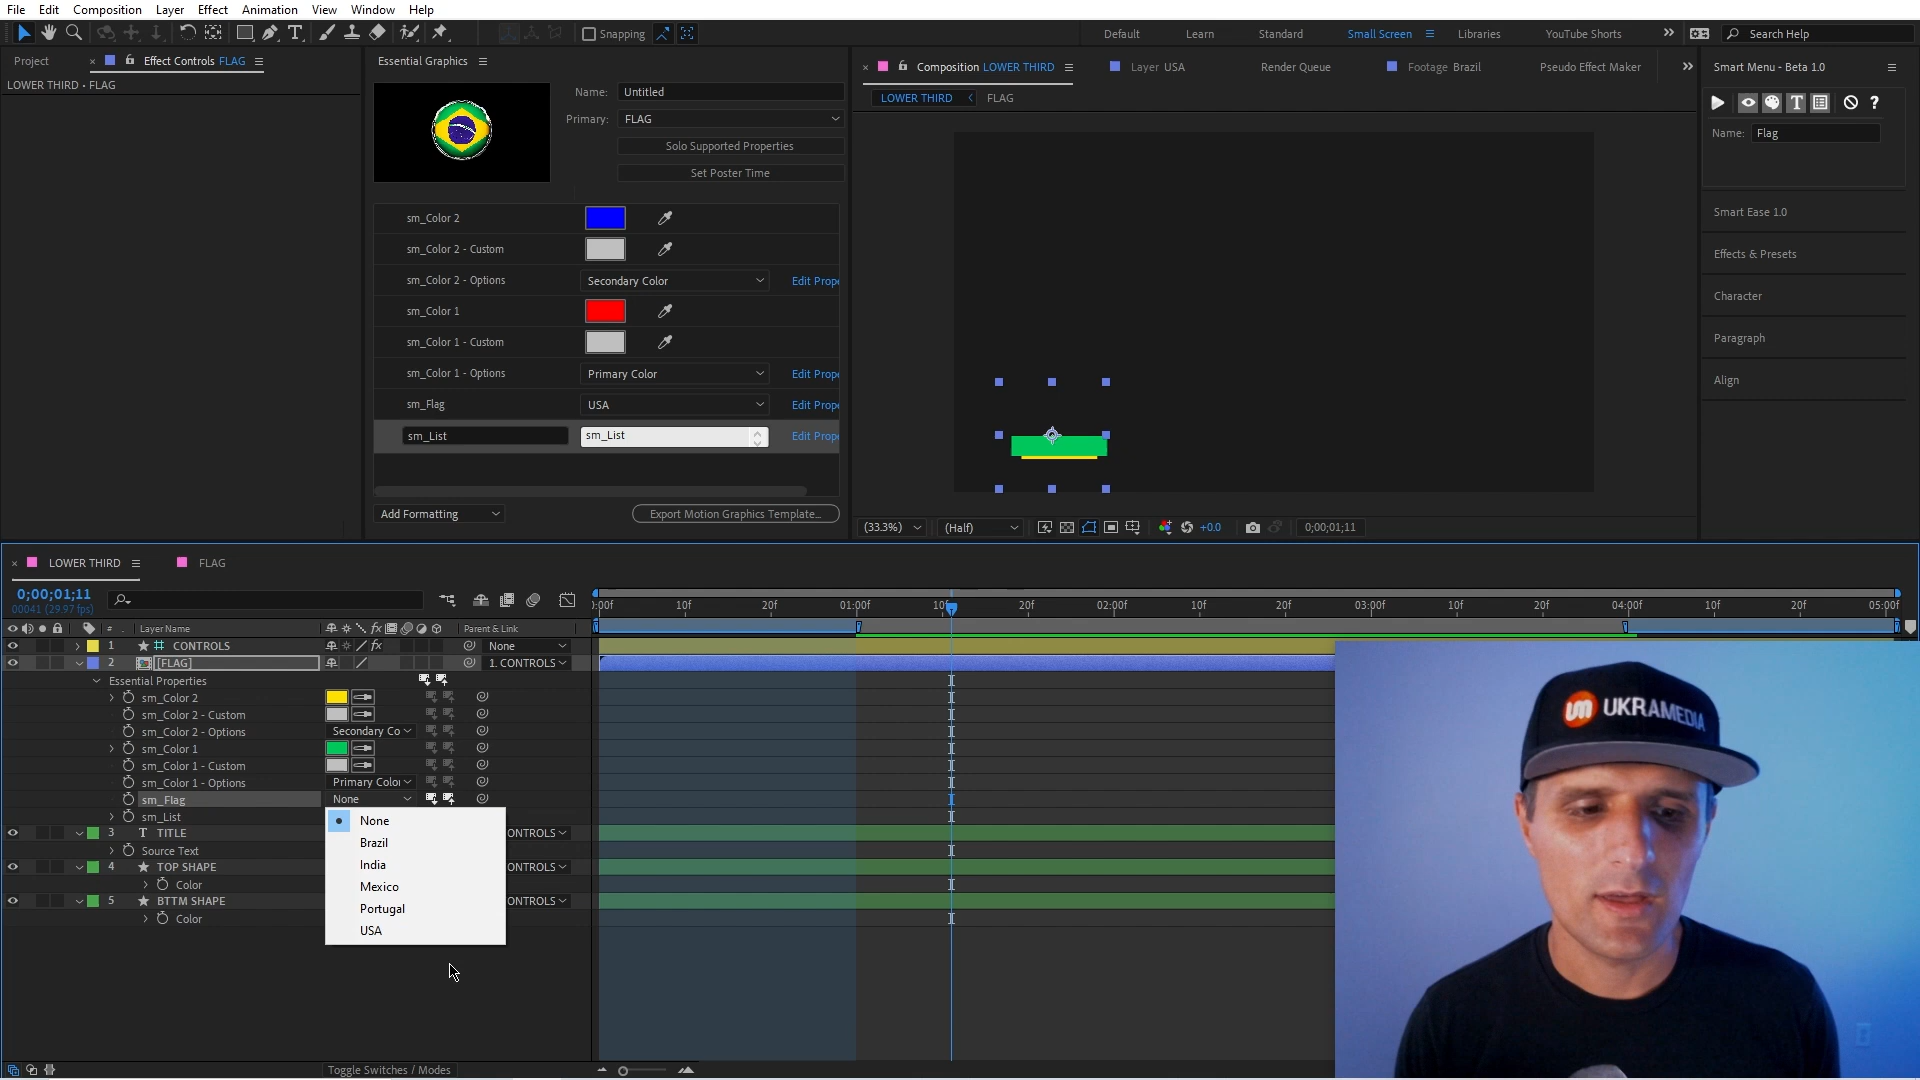 File Edit Composition Layer Effect Animation View Window Help
Snapping
Default Learn Standard Small Screen Libraries YouTube Shorts Search Help
Project Effect Controls FLAG
LOWER THIRD • FLAG
Essential Graphics
Name: Untitled
Primary: FLAG
Solo Supported Properties
Set Poster Time
sm_Color 2
sm_Color 2 - Custom
sm_Color 2 - Options Secondary Color Edit Prope
sm_Color 1
sm_Color 1 - Custom
sm_Color 1 - Options Primary Color Edit Prope
sm_Flag USA Edit Prope
sm_List sm_List Edit Prope
Add Formatting Export Motion Graphics Template...
Composition LOWER THIRD Layer USA Render Queue Footage Brazil Pseudo Effect Maker
LOWER THIRD FLAG
(33.3%) (Half) +0.0 0;00;01;11
Smart Menu - Beta 1.0
Name: Flag
Smart Ease 1.0
Effects & Presets
Character
Paragraph
Align
LOWER THIRD FLAG
0;00;01;11
00041 (29.97 fps)
):00f 10f 20f 01:00f 10f 20f 02:00f 10f 20f 03:00f 10f 20f 04:00f 10f 20f 05:00f
# Layer Name fx Parent & Link
1 CONTROLS fx None
2 [FLAG] 1. CONTROLS
Essential Properties
sm_Color 2
sm_Color 2 - Custom
sm_Color 2 - Options Secondary Co
sm_Color 1
sm_Color 1 - Custom
sm_Color 1 - Options Primary Color
sm_Flag None
sm_List
None
Brazil
India
Mexico
Portugal
USA
3 T TITLE ONTROLS
Source Text
4 TOP SHAPE ONTROLS
Color
5 BTTM SHAPE ONTROLS
Color
Toggle Switches / Modes
UKRAMEDIA